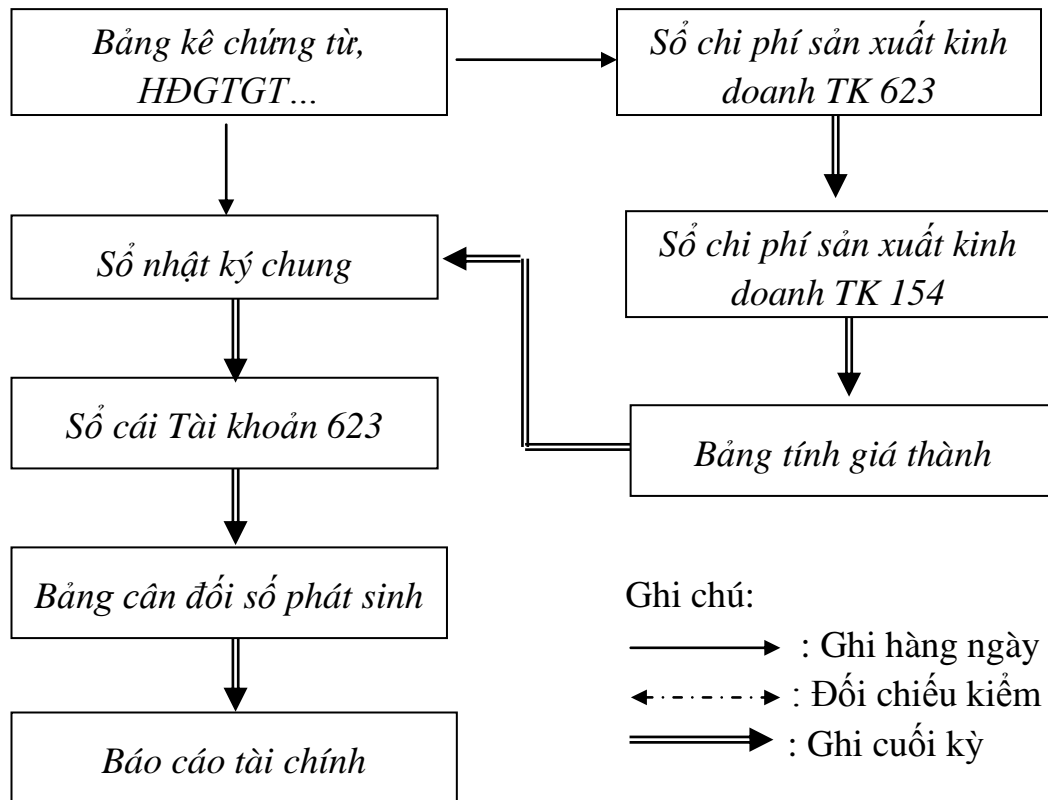 Bảng kê chứng từ,
HĐGTGT…
Sổ chi phí sản xuất kinh
doanh TK 623
Sổ nhật ký chung
Sổ chi phí sản xuất kinh
doanh TK 154
Sổ cái Tài khoản 623
Bảng tính giá thành
Bảng cân đối số phát sinh
Báo cáo tài chính
Ghi chú:
: Ghi hàng ngày
: Đối chiếu kiểm
: Ghi cuối kỳ